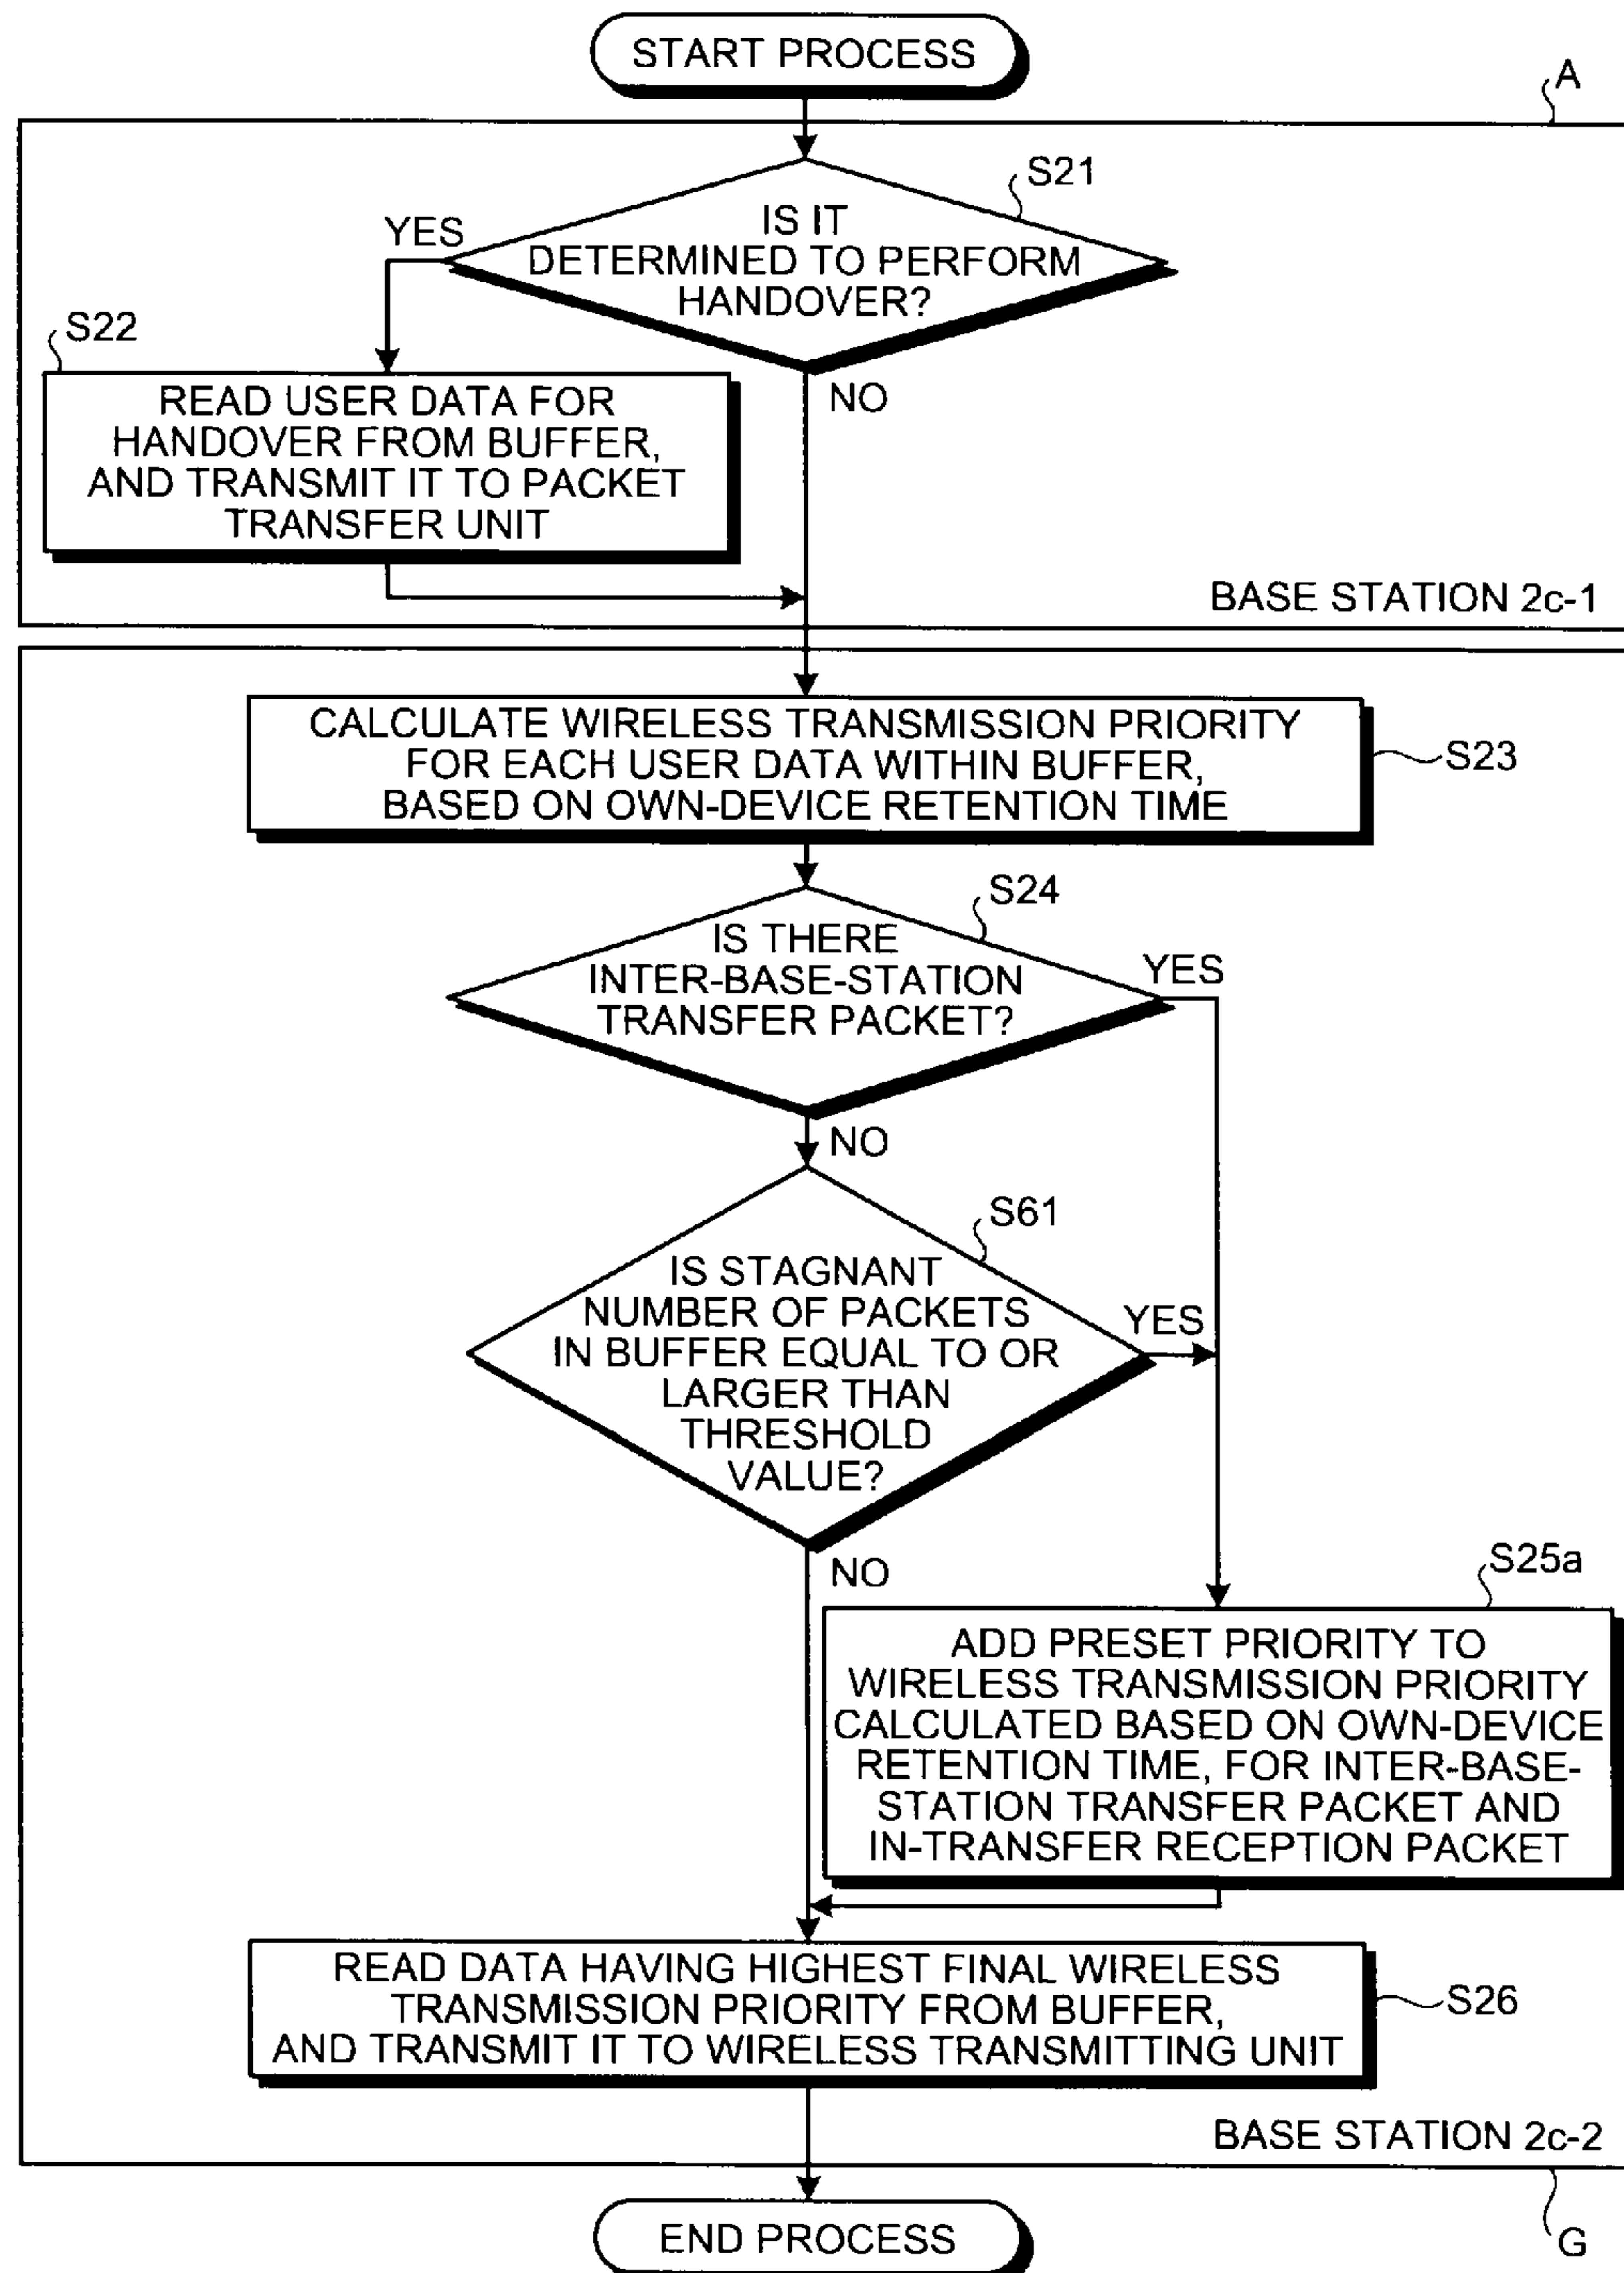 START PROCESS
A
S21
IS IT
DETERMINED TO PERFORM
HANDOVER?
YES
S22
READ USER DATA FOR
HANDOVER FROM BUFFER,
AND TRANSMIT IT TO PACKET
TRANSFER UNIT
NO
BASE STATION 2c-1
CALCULATE WIRELESS TRANSMISSION PRIORITY
FOR EACH USER DATA WITHIN BUFFER,
BASED ON OWN-DEVICE RETENTION TIME
S23
S24
IS THERE
INTER-BASE-STATION
TRANSFER PACKET?
YES
NO
S61
IS STAGNANT
NUMBER OF PACKETS
IN BUFFER EQUAL TO OR
LARGER THAN
THRESHOLD
VALUE?
YES
NO
S25a
ADD PRESET PRIORITY TO
WIRELESS TRANSMISSION PRIORITY
CALCULATED BASED ON OWN-DEVICE
RETENTION TIME, FOR INTER-BASE-
STATION TRANSFER PACKET AND
IN-TRANSFER RECEPTION PACKET
READ DATA HAVING HIGHEST FINAL WIRELESS
TRANSMISSION PRIORITY FROM BUFFER,
AND TRANSMIT IT TO WIRELESS TRANSMITTING UNIT
S26
BASE STATION 2c-2
G
END PROCESS